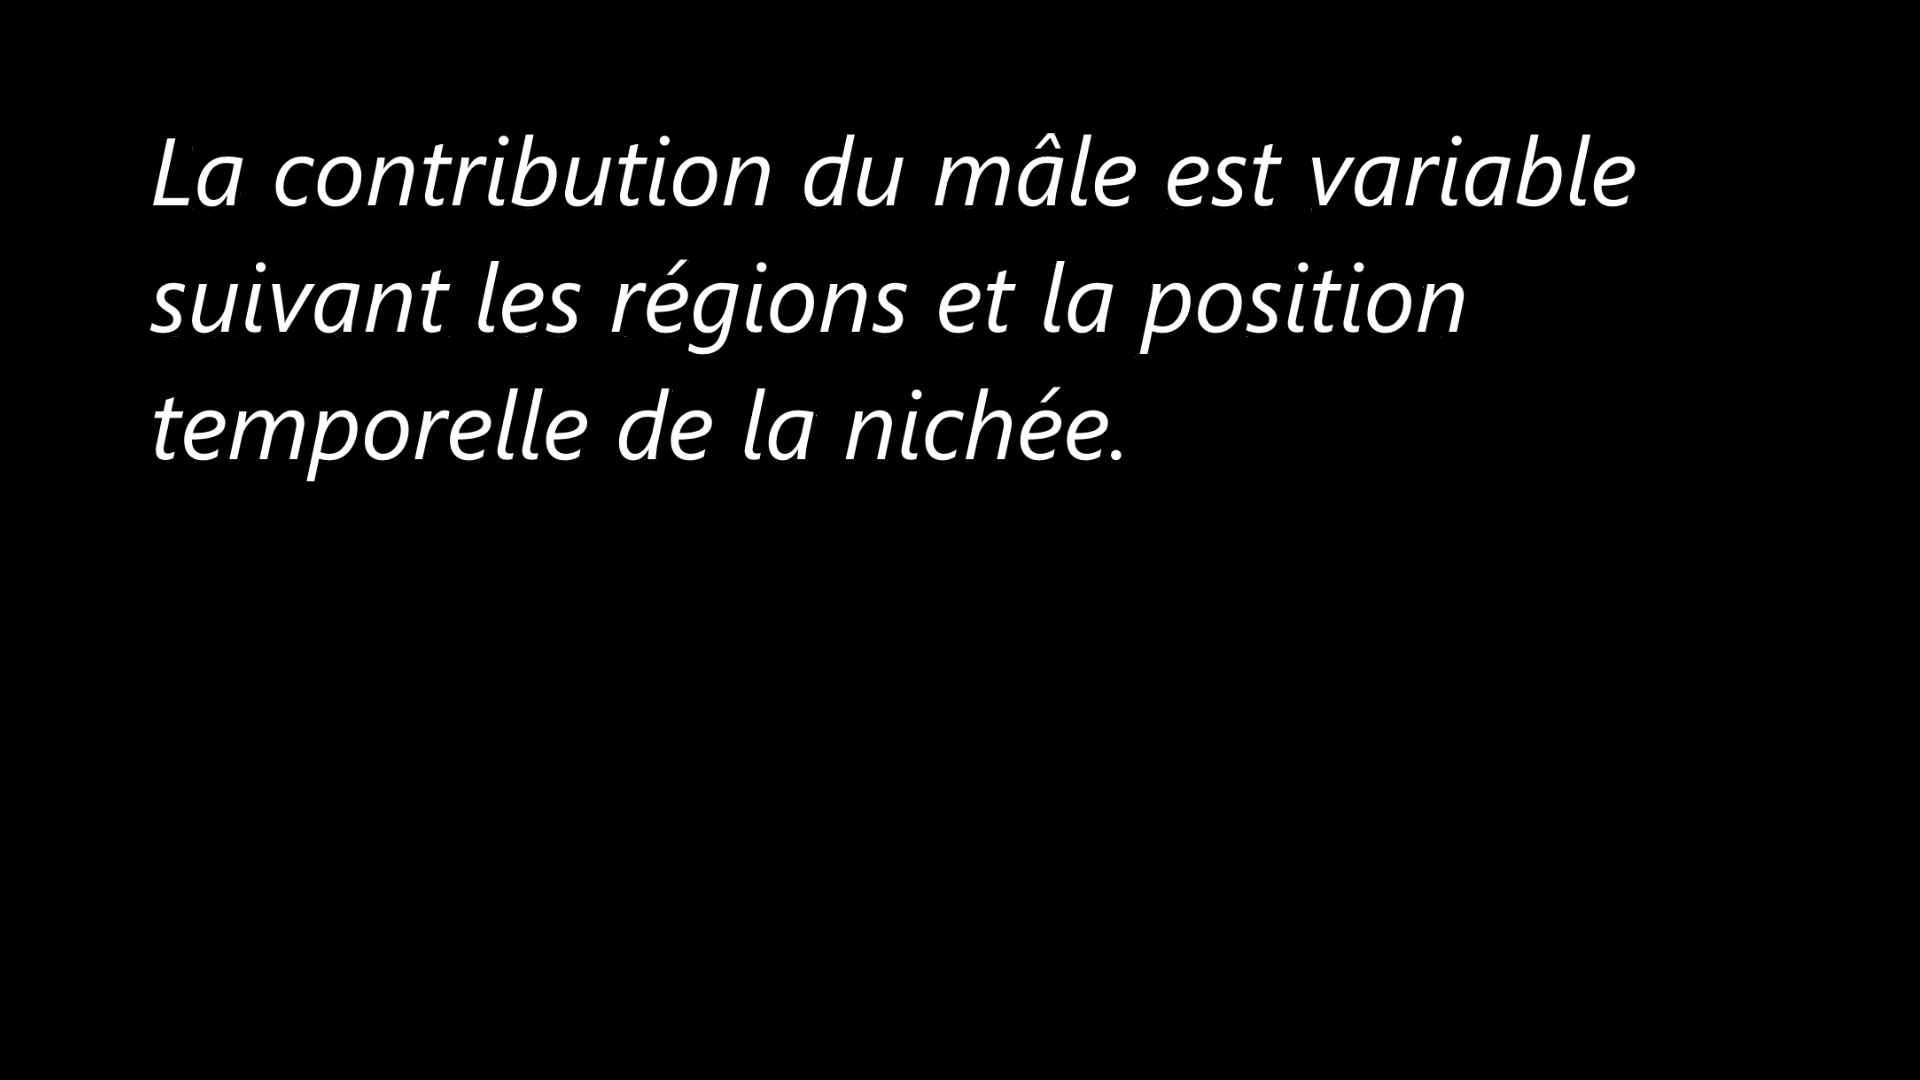 La contribution du mâle est variable
suivant les régions et la position
temporelle de la nichée.